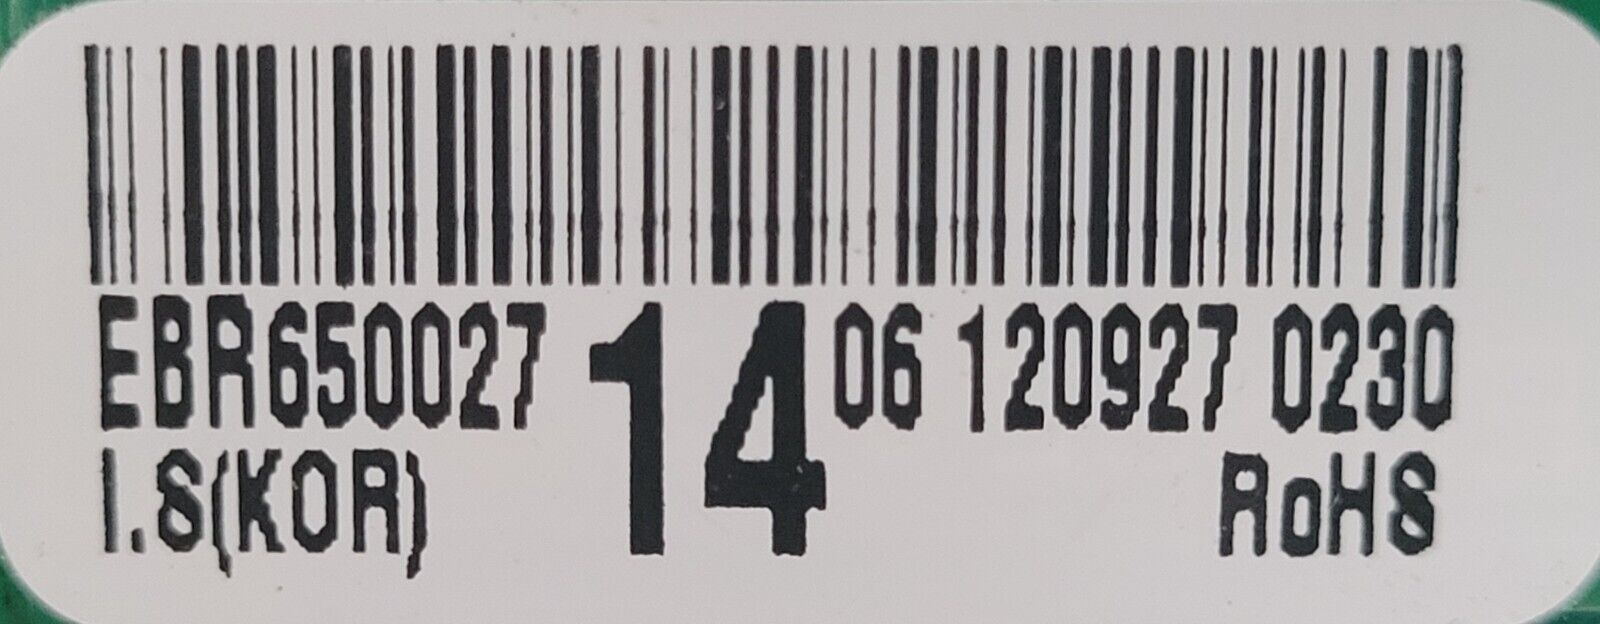 EBR650027 14 06 120927 0230
I.S(KOR) RoHS